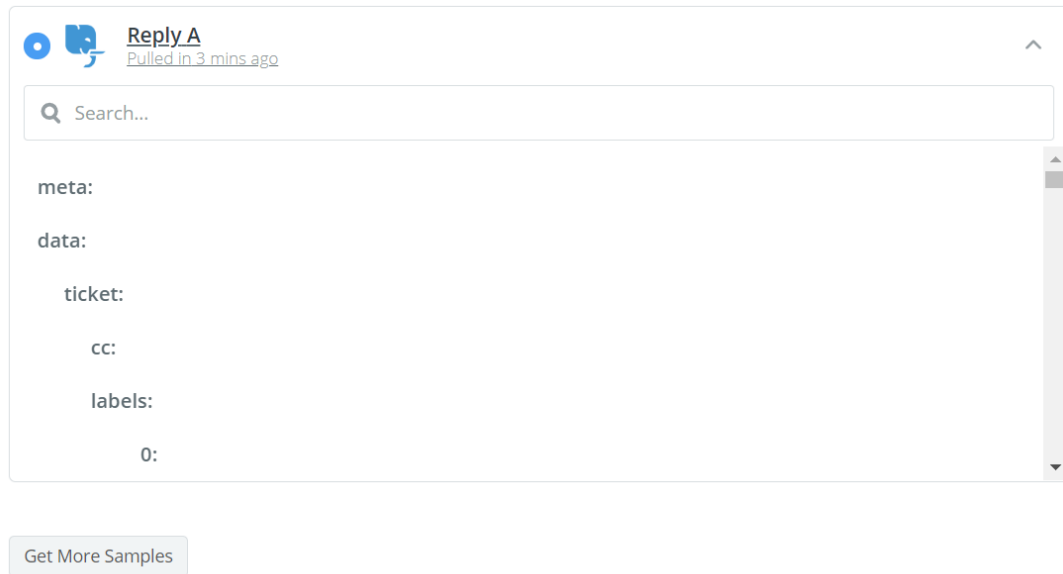 Reply A
Pulled in 3 mins ago
Search...
meta:
data:
ticket:
cc:
labels:
0:
Get More Samples